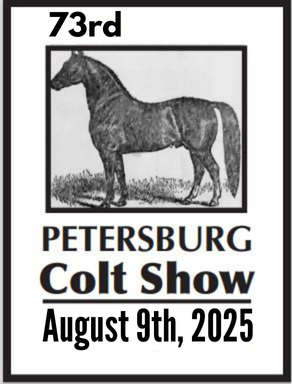 73rd
PETERSBURG
Colt Show
August 9th, 2025